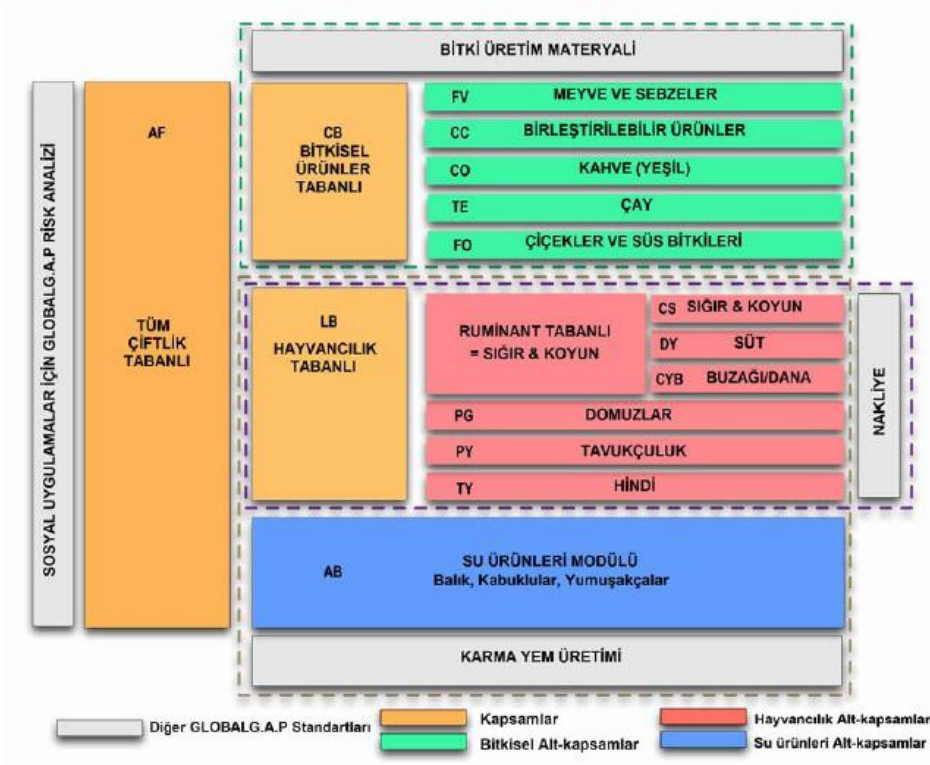 BİTKİ ÜRETİM MATERYALİ
SOSYAL UYGULAMALAR İÇİN GLOBALG.A.P RİSK ANALİZİ
AF
TÜM
ÇİFTLİK
TABANLI
CB
BİTKİSEL
ÜRÜNLER
TABANLI
FV MEYVE VE SEBZELER
CC BİRLEŞTİRİLEBİLİR ÜRÜNLER
CO KAHVE (YEŞİL)
TE ÇAY
FO ÇİÇEKLER VE SÜS BİTKİLERİ
LB
HAYVANCILIK
TABANLI
RUMINANT TABANLI
= SIĞIR & KOYUN
CS SIĞIR & KOYUN
DY SÜT
CYB BUZAĞI/DANA
PG DOMUZLAR
PY TAVUKÇULUK
TY HİNDİ
NAKLİYE
AB
SU ÜRÜNLERİ MODÜLÜ
Balık, Kabuklular, Yumuşakçalar
KARMA YEM ÜRETİMİ
Diğer GLOBALG.A.P Standartları
Kapsamlar
Bitkisel Alt-kapsamlar
Hayvancılık Alt-kapsamlar
Su ürünleri Alt-kapsamlar